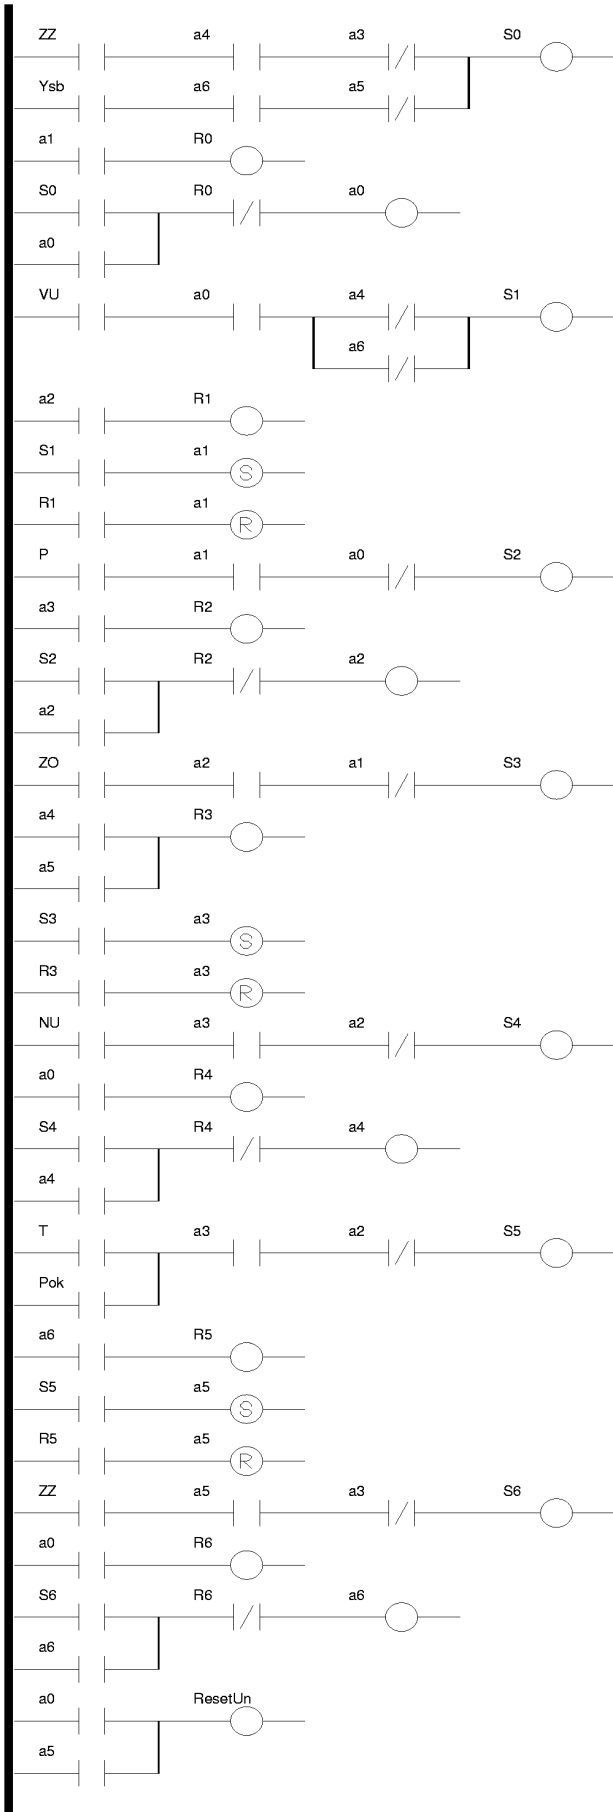 ZZ a4 a3 S0
Ysb a6 a5
a1 R0
S0 R0 a0
a0
VU a0 a4 S1
a6
a2 R1
S1 a1
S
R1 a1
R
P a1 a0 S2
a3 R2
S2 R2 a2
a2
ZO a2 a1 S3
a4 R3
a5
S3 a3
S
R3 a3
R
NU a3 a2 S4
a0 R4
S4 R4 a4
a4
T a3 a2 S5
Pok
a6 R5
S5 a5
S
R5 a5
R
ZZ a5 a3 S6
a0 R6
S6 R6 a6
a6
a0 ResetUn
a5